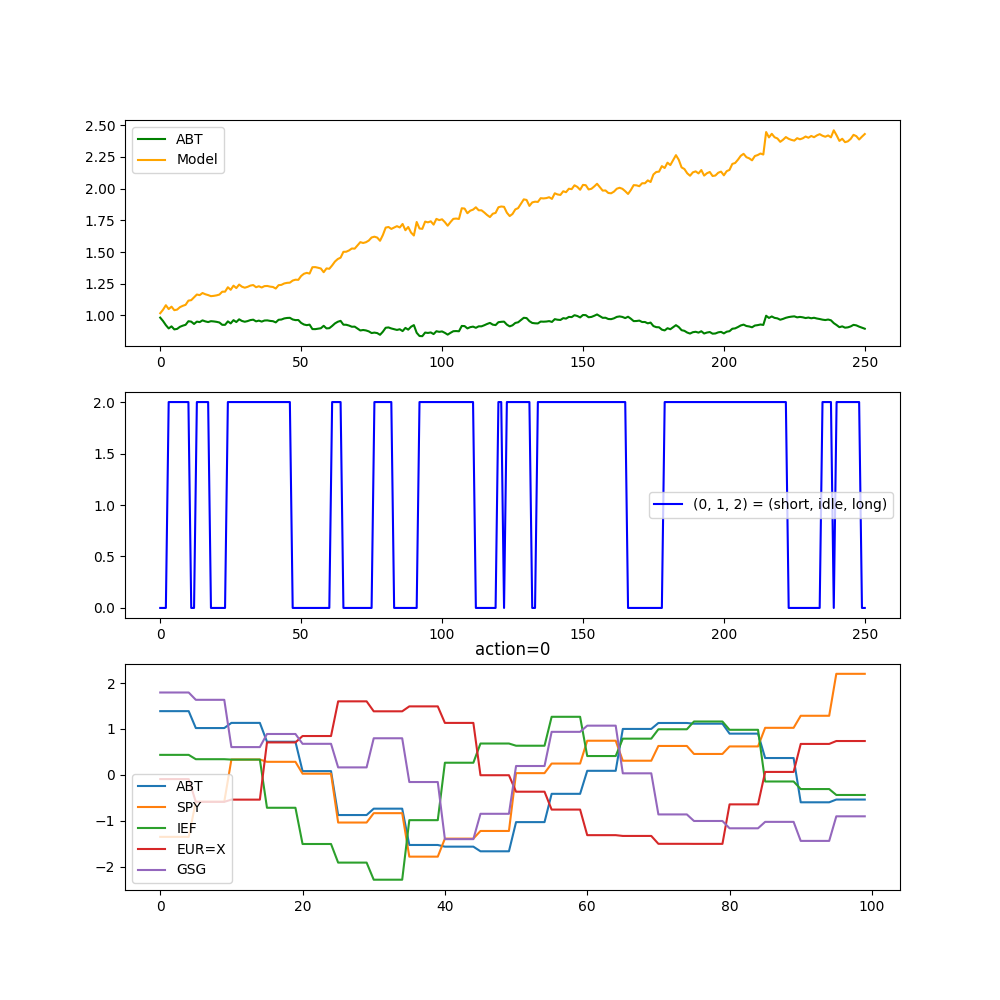 2.50
2.25
2.00
1.75
1.50
1.25
1.00
ABT
Model
0 50 100 150 200 250
2.0
1.5
1.0
0.5
0.0
(0, 1, 2) = (short, idle, long)
0 50 100 150 200 250
action=0
2
1
0
−1
−2
ABT
SPY
IEF
EUR=X
GSG
0 20 40 60 80 100